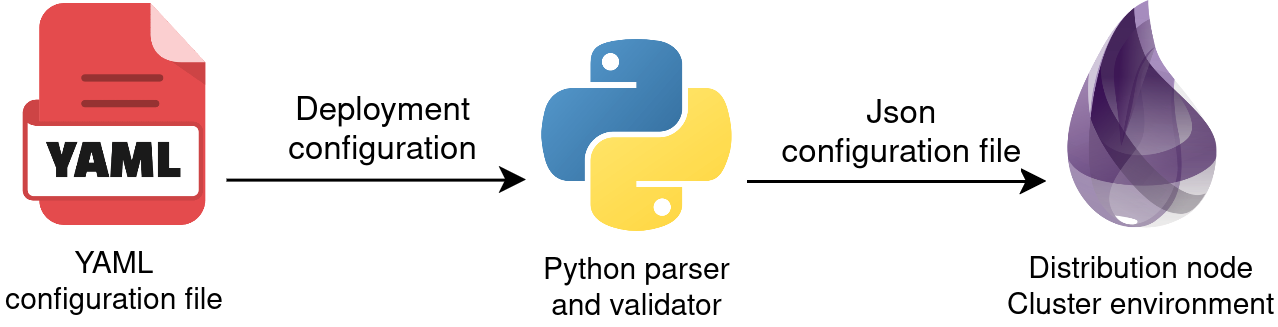 YAML
Deployment
configuration
Json
configuration file
YAML
configuration file
Python parser
and validator
Distribution node
Cluster environment